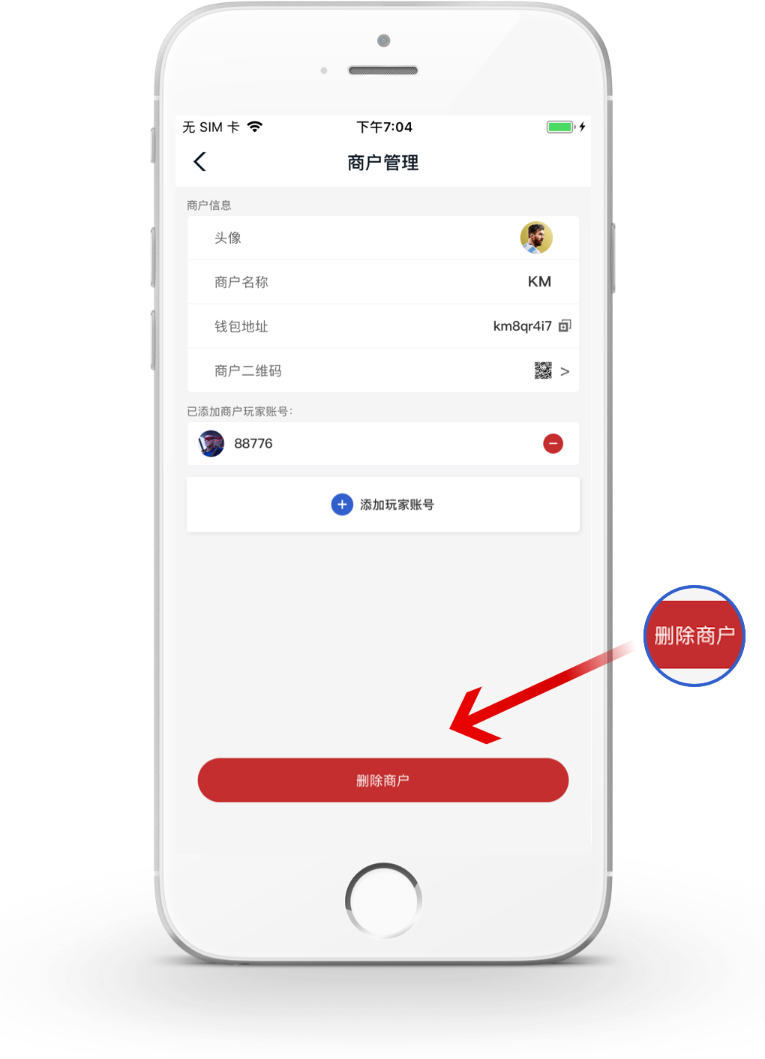 无 SIM 卡
下午7:04
商户管理
商户信息
头像
商户名称
KM
钱包地址
km8qr4i7
商户二维码
>
已添加商户玩家账号：
88776
添加玩家账号
删除商户
删除商户